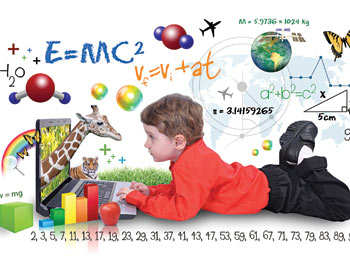 M = 5.9736 x 1024 kg
E=MC²
H₂O
v_f = v_i + at
a²+b²=c²
x
π = 3.14159265
5cm
= mg
2, 3, 5, 7, 11, 13, 17, 19, 23, 29, 31, 37, 41, 43, 47, 53, 59, 61, 67, 71, 73, 79, 83, 89,